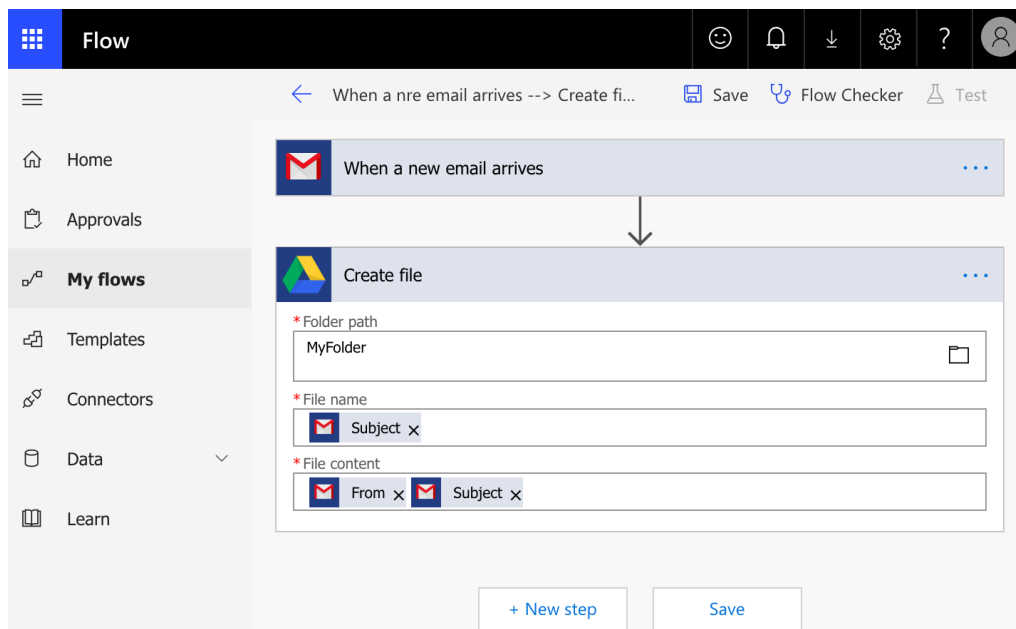 Flow
?
When a nre email arrives --> Create fi...
Save
Flow Checker
Test
Home
Approvals
My flows
Templates
Connectors
Data
Learn
When a new email arrives
...
Create file
...
*Folder path
MyFolder
*File name
Subject ×
*File content
From × Subject ×
+ New step
Save